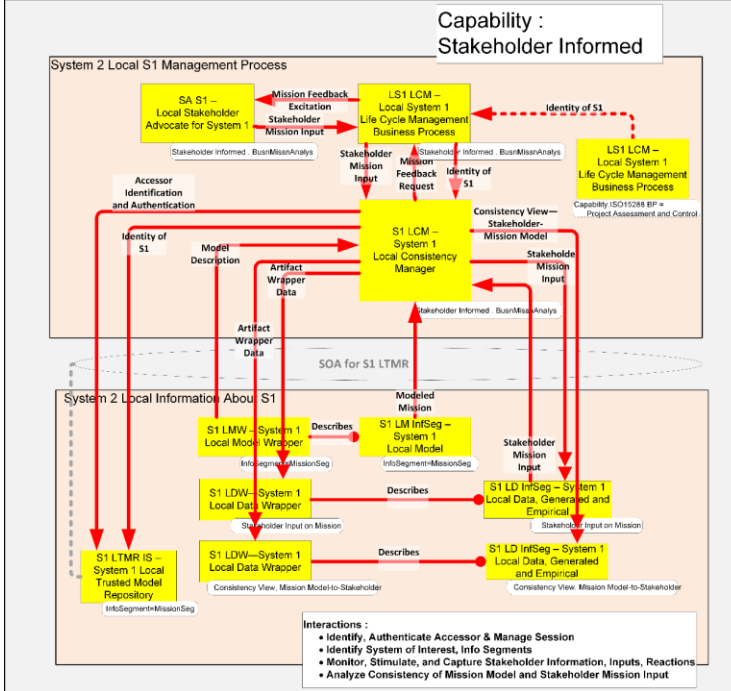 Capability :
Stakeholder Informed
System 2 Local S1 Management Process
SA S1 –
Local Stakeholder
Advocate for System 1
Stakeholder Informed . BusnMissnAnalys
Mission Feedback
Excitation
Stakeholder
Mission Input
LS1 LCM –
Local System 1
Life Cycle Management
Business Process
Stakeholder Informed . BusnMissnAnalys
Identity of S1
LS1 LCM –
Local System 1
Life Cycle Management
Business Process
Capability.ISO15288 BP =
Project Assessment and Control
Stakeholder
Mission
Input
Mission
Feedback
Request
Identity of
S1
Accessor
Identification
and Authentication
Identity of
S1
Model
Description
Artifact
Wrapper
Data
S1 LCM –
System 1
Local Consistency
Manager
Stakeholder Informed . BusnMissnAnalys
Consistency View—
Stakeholder-
Mission Model
Stakeholder
Mission
Input
Artifact
Wrapper
Data
SOA for S1 LTMR
System 2 Local Information About S1
Modeled
Mission
S1 LMW – System 1
Local Model Wrapper
InfoSegment=MissionSeg
Describes
S1 LM InfSeg –
System 1
Local Model
InfoSegment=MissionSeg
Stakeholder
Mission
Input
S1 LDW—System 1
Local Data Wrapper
Stakeholder Input on Mission
Describes
S1 LD InfSeg – System 1
Local Data, Generated and
Empirical
Stakeholder Input on Mission
S1 LTMR IS –
System 1 Local
Trusted Model
Repository
InfoSegment=MissionSeg
S1 LDW—System 1
Local Data Wrapper
Consistency View, Mission Model-to-Stakeholder
Describes
S1 LD InfSeg – System 1
Local Data, Generated
and Empirical
Consistency View, Mission Model-to-Stakeholder
Interactions :
• Identify, Authenticate Accessor & Manage Session
• Identify System of Interest, Info Segments
• Monitor, Stimulate, and Capture Stakeholder Information, Inputs, Reactions
• Analyze Consistency of Mission Model and Stakeholder Mission Input